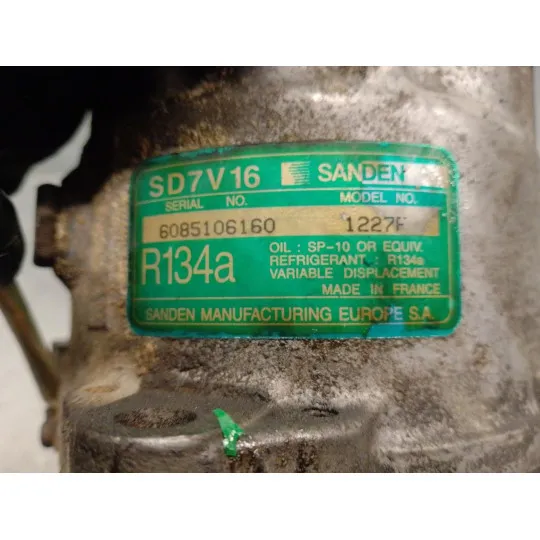 SD7V16 SANDEN
SERIAL NO. MODEL NO.
6085106160 1227
R134a
OIL : SP-10 OR EQUIV.
REFRIGERANT : R134a
VARIABLE DISPLACEMENT
MADE IN FRANCE
SANDEN MANUFACTURING EUROPE S.A.